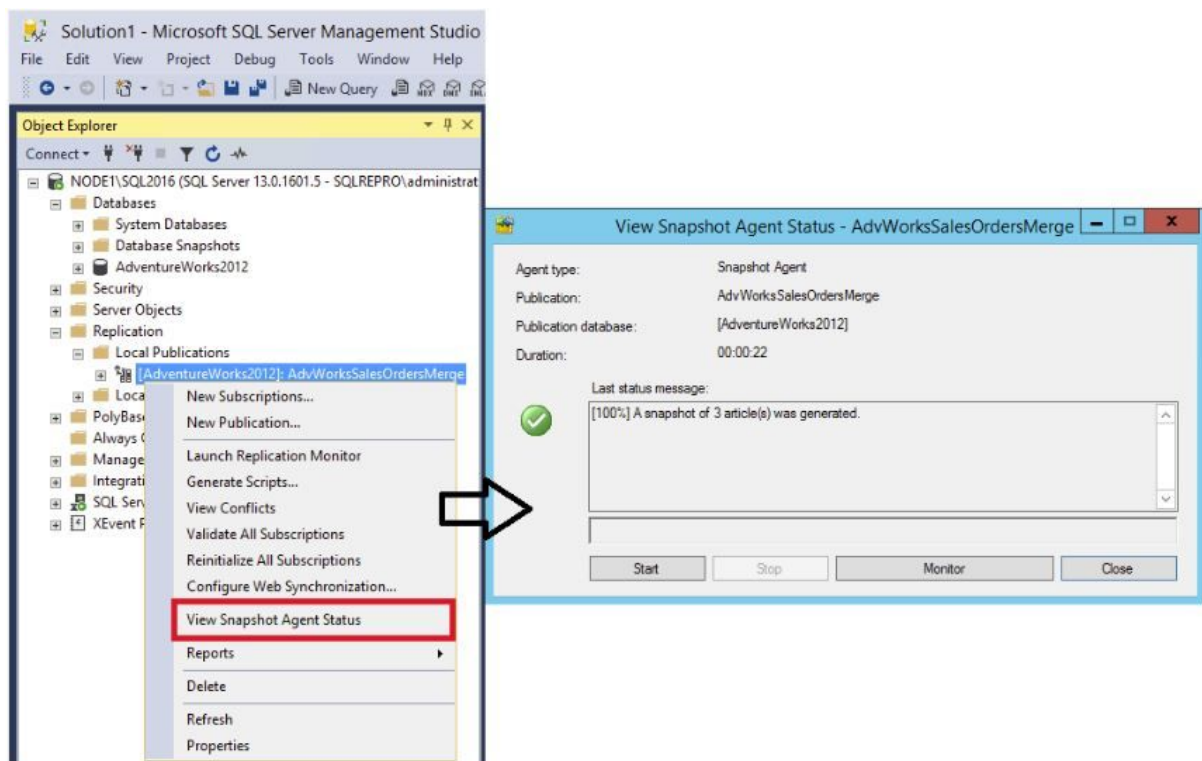 Solution1 - Microsoft SQL Server Management Studio
File Edit View Project Debug Tools Window Help
New Query
Object Explorer
Connect
NODE1\SQL2016 (SQL Server 13.0.1601.5 - SQLREPRO\administrat
Databases
System Databases
Database Snapshots
AdventureWorks2012
Security
Server Objects
Replication
Local Publications
[AdventureWorks2012]: AdvWorksSalesOrdersMerge
Loca
PolyBas
Always
Manage
Integrati
SQL Serv
XEvent P
New Subscriptions...
New Publication...
Launch Replication Monitor
Generate Scripts...
View Conflicts
Validate All Subscriptions
Reinitialize All Subscriptions
Configure Web Synchronization...
View Snapshot Agent Status
Reports
Delete
Refresh
Properties
View Snapshot Agent Status - AdvWorksSalesOrdersMerge
Agent type: Snapshot Agent
Publication: AdvWorksSalesOrdersMerge
Publication database: [AdventureWorks2012]
Duration: 00:00:22
Last status message:
[100%] A snapshot of 3 article(s) was generated.
Start Stop Monitor Close